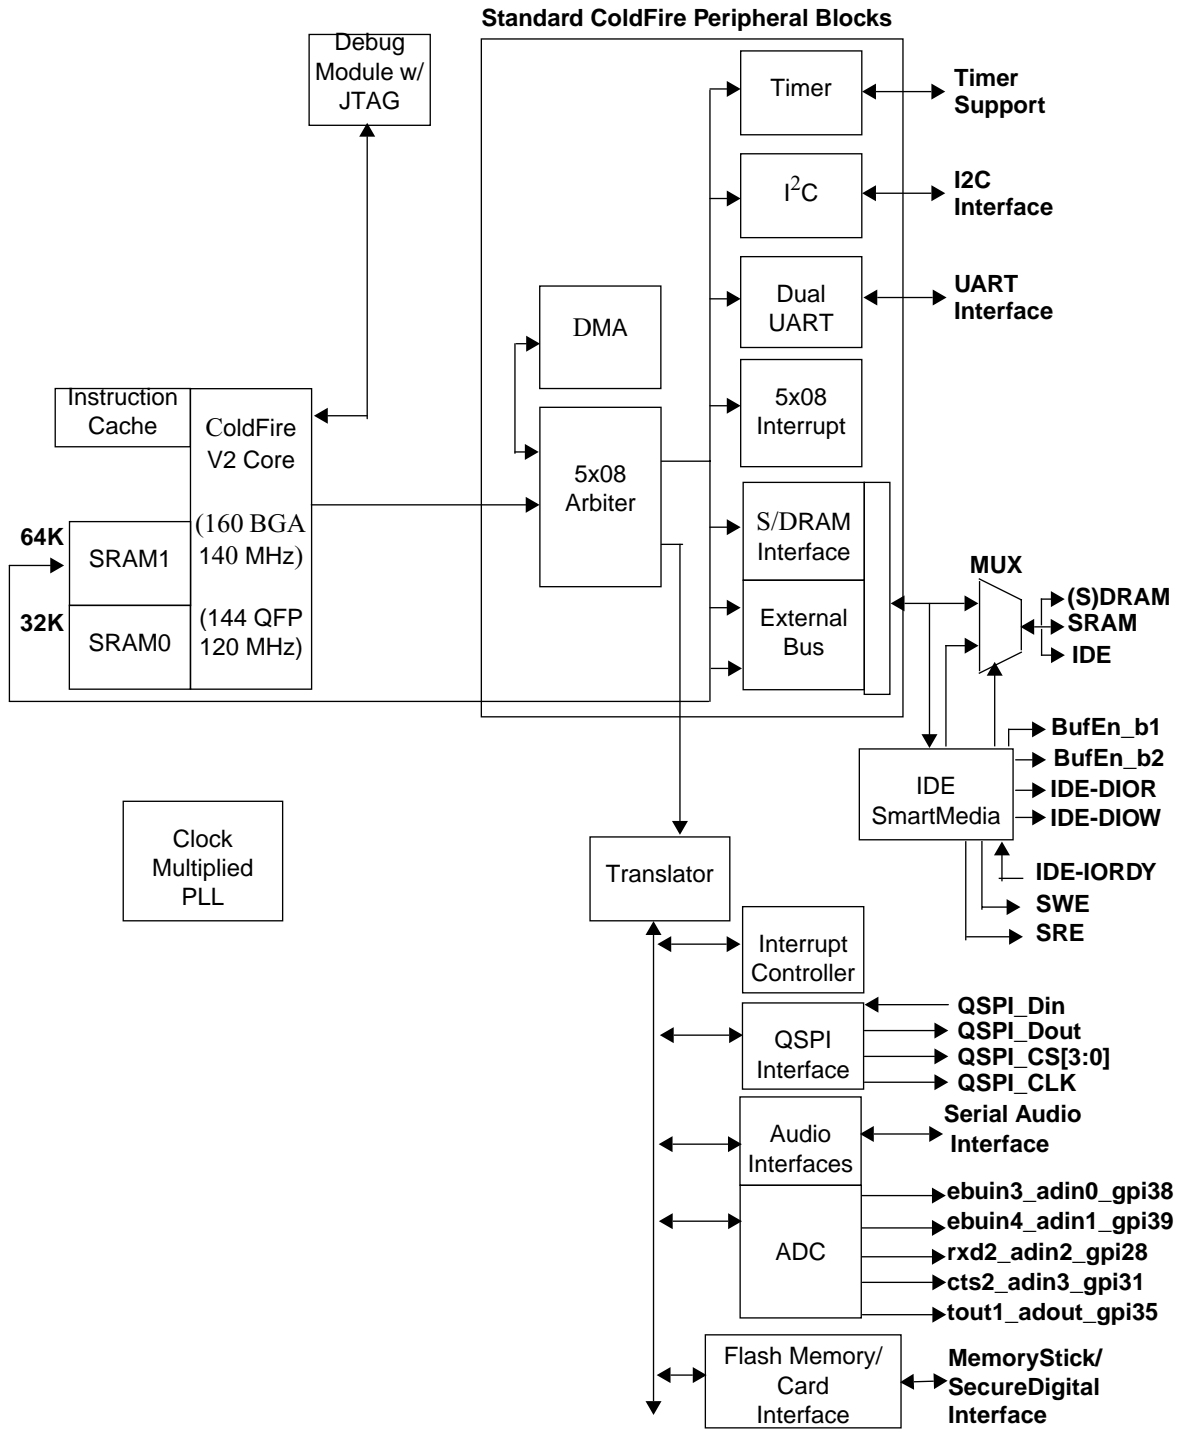 Standard ColdFire Peripheral Blocks
Debug
Module w/
JTAG
Timer
Timer
Support
I²C
I2C
Interface
Dual
UART
UART
Interface
DMA
5x08
Interrupt
Instruction
Cache
ColdFire
V2 Core
(160 BGA
140 MHz)
(144 QFP
120 MHz)
64K
SRAM1
32K
SRAM0
5x08
Arbiter
S/DRAM
Interface
External
Bus
MUX
(S)DRAM
SRAM
IDE
IDE
SmartMedia
BufEn_b1
BufEn_b2
IDE-DIOR
IDE-DIOW
IDE-IORDY
SWE
SRE
Clock
Multiplied
PLL
Translator
Interrupt
Controller
QSPI
Interface
QSPI_Din
QSPI_Dout
QSPI_CS[3:0]
QSPI_CLK
Audio
Interfaces
Serial Audio
Interface
ADC
ebuin3_adin0_gpi38
ebuin4_adin1_gpi39
rxd2_adin2_gpi28
cts2_adin3_gpi31
tout1_adout_gpi35
Flash Memory/
Card
Interface
MemoryStick/
SecureDigital
Interface